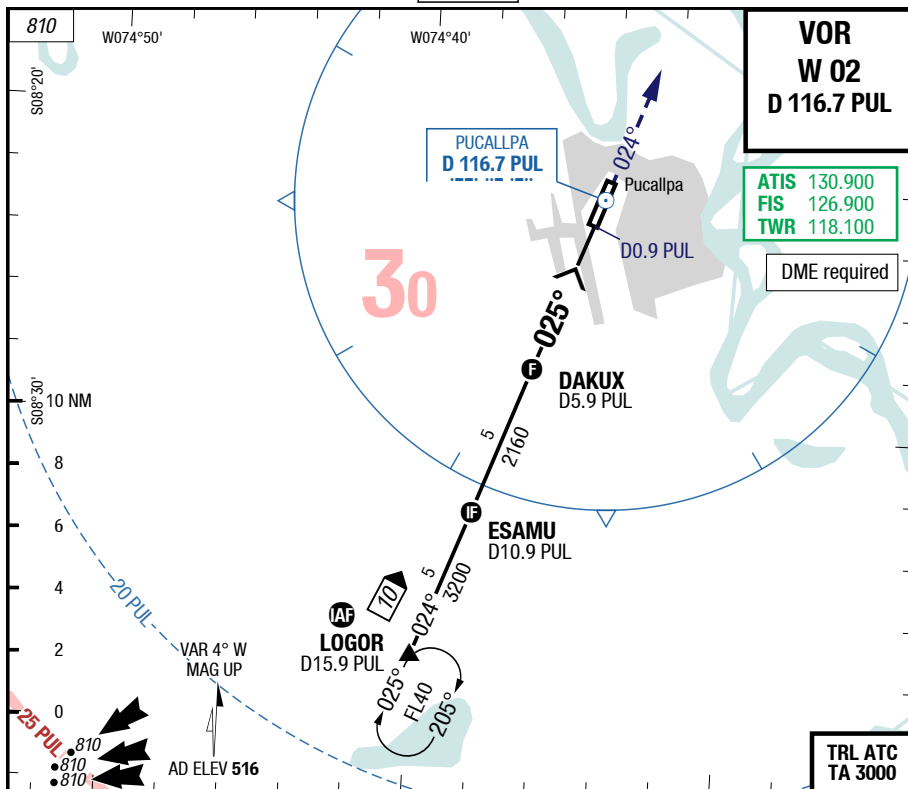 810
W074°50'
W074°40'
VOR
W 02
D 116.7 PUL
S08°20'
PUCALLPA
D 116.7 PUL
024°
Pucallpa
ATIS 130.900
FIS 126.900
TWR 118.100
D0.9 PUL
DME required
30
025°
F
DAKUX
D5.9 PUL
S08°30'
10 NM
5
2160
8
IF
ESAMU
D10.9 PUL
6
5
3200
4
10
024°
IAF
LOGOR
D15.9 PUL
20 PUL
2
VAR 4° W
MAG UP
025°
FL40
205°
0
25 PUL
810
810
810
AD ELEV 516
TRL ATC
TA 3000